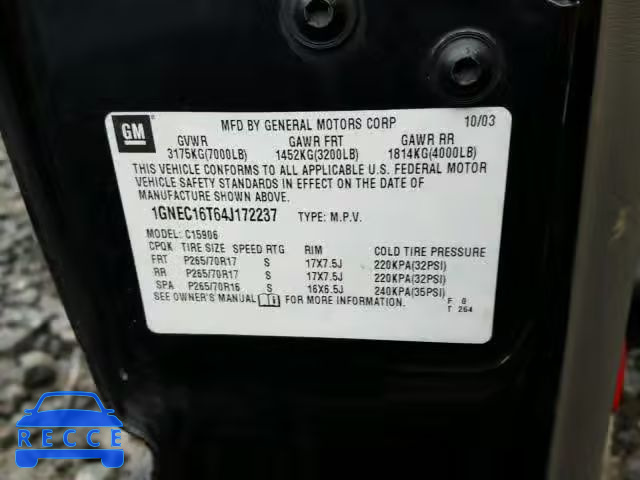 GM MFD BY GENERAL MOTORS CORP 10/03
GVWR GAWR FRT GAWR RR
3175KG(7000LB) 1452KG(3200LB) 1814KG(4000LB)
THIS VEHICLE CONFORMS TO ALL APPLICABLE U.S. FEDERAL MOTOR
VEHICLE SAFETY STANDARDS IN EFFECT ON THE DATE OF
MANUFACTURE SHOWN ABOVE.
1GNEC16T64J172237 TYPE: M.P.V.
MODEL: C15906
CPQK TIRE SIZE SPEED RTG RIM COLD TIRE PRESSURE
FRT P265/70R17 S 17X7.5J 220KPA(32PSI)
RR P265/70R17 S 17X7.5J 220KPA(32PSI)
SPA P265/70R16 S 16X6.5J 240KPA(35PSI)
SEE OWNER'S MANUAL FOR MORE INFORMATION.
F 0
T 264
RECCE